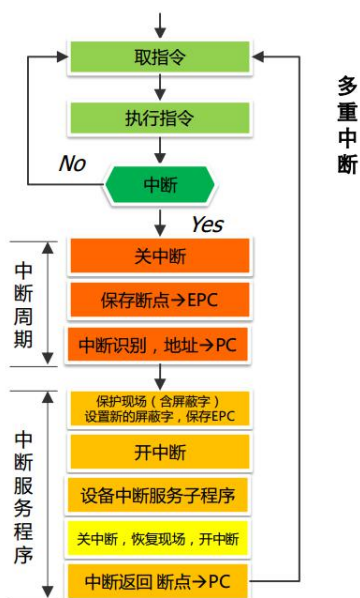 取指令
执行指令
No
中断
Yes
多重中断
中断周期
关中断
保存断点→EPC
中断识别，地址→PC
中断服务程序
保护现场（含屏蔽字）
设置新的屏蔽字，保存EPC
开中断
设备中断服务子程序
关中断，恢复现场，开中断
中断返回 断点→PC